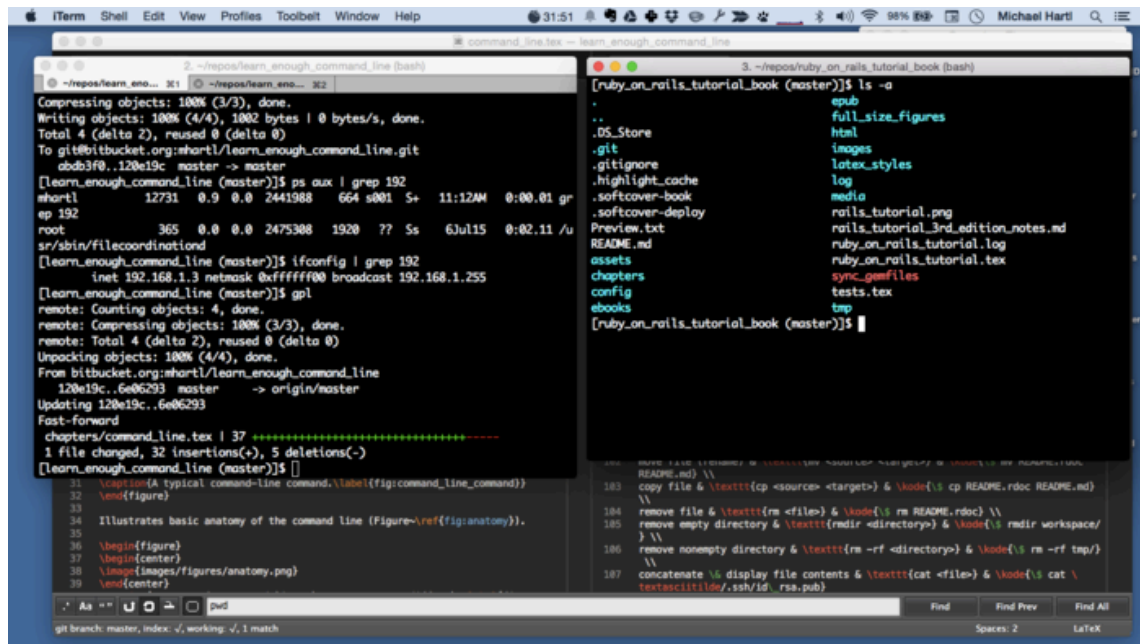 iTerm Shell Edit View Profiles Toolbelt Window Help 31:51 98% Michael Hartl
command_line.tex — learn_enough_command_line
2. ~/repos/learn_enough_command_line (bash)
~/repos/learn_eno... ⌘1 ~/repos/learn_eno... ⌘2
Compressing objects: 100% (3/3), done.
Writing objects: 100% (4/4), 1002 bytes | 0 bytes/s, done.
Total 4 (delta 2), reused 0 (delta 0)
To git@bitbucket.org:mhartl/learn_enough_command_line.git
abdb3f0..120e19c master -> master
[learn_enough_command_line (master)]$ ps aux | grep 192
mhartl 12731 0.9 0.0 2441988 664 s001 S+ 11:12AM 0:00.01 gr
ep 192
root 365 0.0 0.0 2475308 1920 ?? Ss 6Jul15 0:02.11 /u
sr/sbin/filecoordinationd
[learn_enough_command_line (master)]$ ifconfig | grep 192
inet 192.168.1.3 netmask 0xffffff00 broadcast 192.168.1.255
[learn_enough_command_line (master)]$ gpl
remote: Counting objects: 4, done.
remote: Compressing objects: 100% (3/3), done.
remote: Total 4 (delta 2), reused 0 (delta 0)
Unpacking objects: 100% (4/4), done.
From bitbucket.org:mhartl/learn_enough_command_line
120e19c..6e06293 master -> origin/master
Updating 120e19c..6e06293
Fast-forward
chapters/command_line.tex | 37 ++++++++++++++++++++++++++++++++-----
1 file changed, 32 insertions(+), 5 deletions(-)
[learn_enough_command_line (master)]$
3. ~/repos/ruby_on_rails_tutorial_book (bash)
[ruby_on_rails_tutorial_book (master)]$ ls -a
. epub
.. full_size_figures
.DS_Store html
.git images
.gitignore latex_styles
.highlight_cache log
.softcover-book media
.softcover-deploy rails_tutorial.png
Preview.txt rails_tutorial_3rd_edition_notes.md
README.md ruby_on_rails_tutorial.log
assets ruby_on_rails_tutorial.tex
chapters sync_gemfiles
config tests.tex
ebooks tmp
[ruby_on_rails_tutorial_book (master)]$
31 \caption{A typical command-line command.\label{fig:command_line_command}}
32 \end{figure}
33
34 Illustrates basic anatomy of the command line (Figure~\ref{fig:anatomy}).
35
36 \begin{figure}
37 \begin{center}
38 \image{images/figures/anatomy.png}
39 \end{center}
README.md} \\
103 copy file & \texttt{cp <source> <target>} & \kode{\$ cp README.rdoc README.md}
\\
104 remove file & \texttt{rm <file>} & \kode{\$ rm README.rdoc} \\
105 remove empty directory & \texttt{rmdir <directory>} & \kode{\$ rmdir workspace/
} \\
106 remove nonempty directory & \texttt{rm -rf <directory>} & \kode{\$ rm -rf tmp/}
\\
107 concatenate \& display file contents & \texttt{cat <file>} & \kode{\$ cat \
textasciitilde/.ssh/id\_rsa.pub}
.* Aa "" pwd Find Find Prev Find All
git branch: master, index: ✓, working: ✓, 1 match Spaces: 2 LaTeX